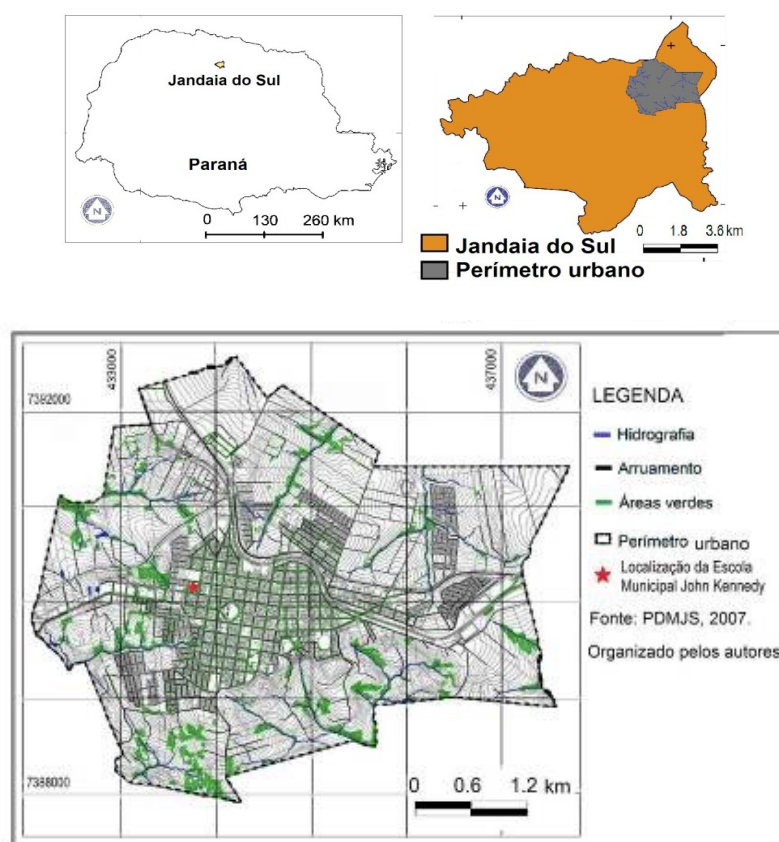 Jandaia do Sul
Paraná
N
0 130 260 km
N
0 1.8 3.6 km
Jandaia do Sul
Perímetro urbano
433000
437000
N
7392000
7388000
LEGENDA
Hidrografia
Arruamento
Áreas verdes
Perímetro urbano
Localização da Escola
Municipal John Kennedy
Fonte: PDMJS, 2007.
Organizado pelos autores
0 0.6 1.2 km